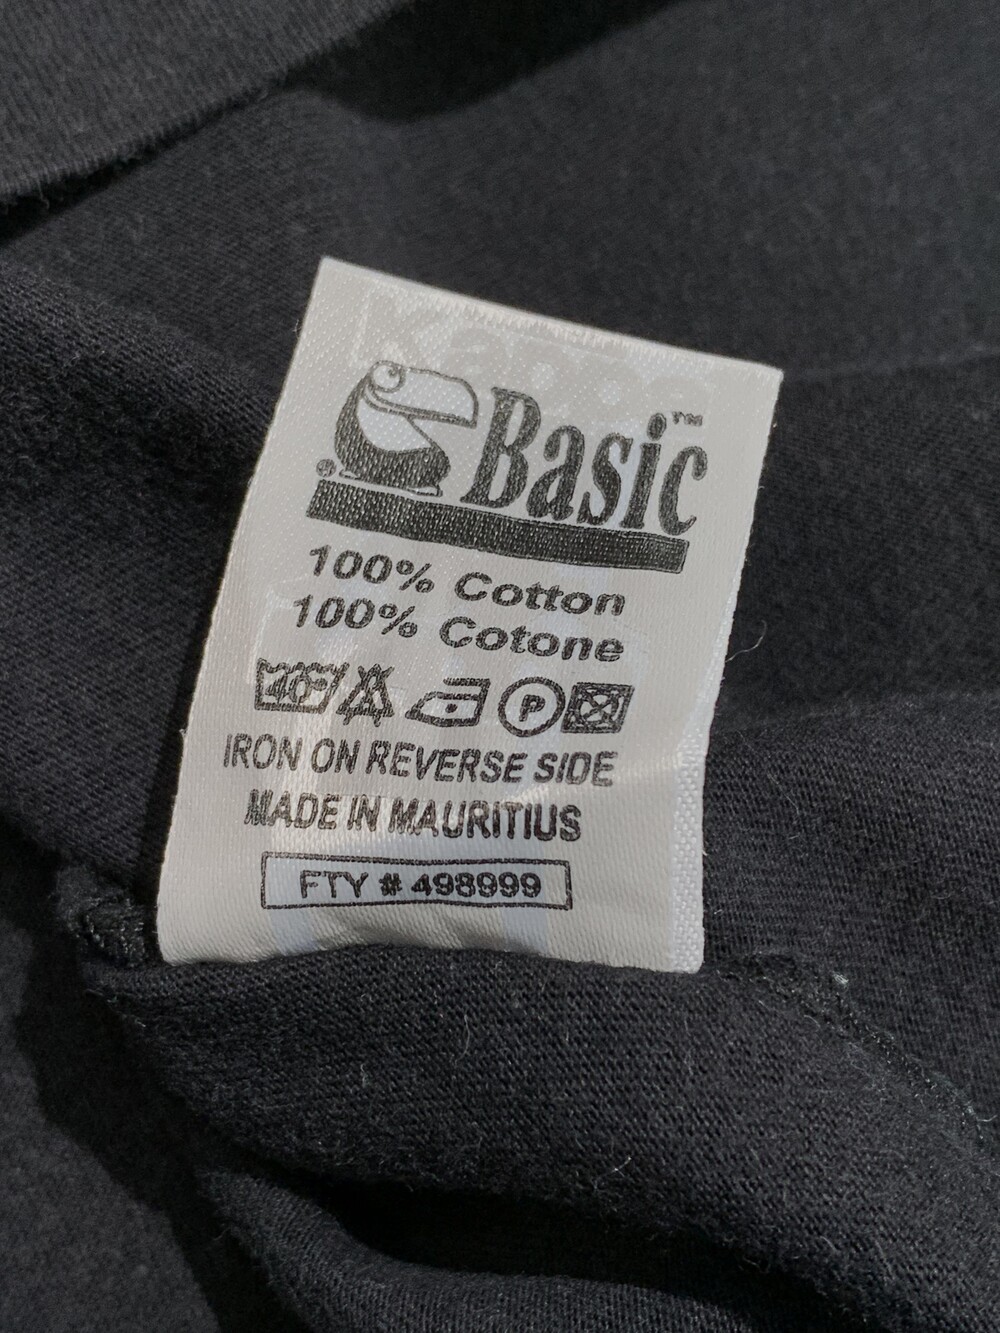 Basic™
100% Cotton
100% Cotone
40°
P
IRON ON REVERSE SIDE
MADE IN MAURITIUS
FTY # 498999